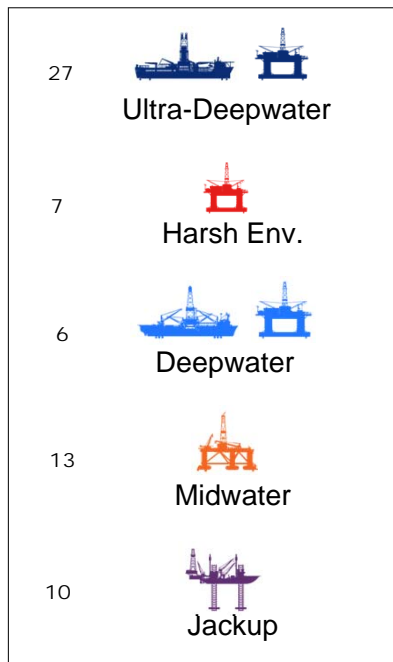 27
Ultra-Deepwater
7
Harsh Env.
6
Deepwater
13
Midwater
10
Jackup